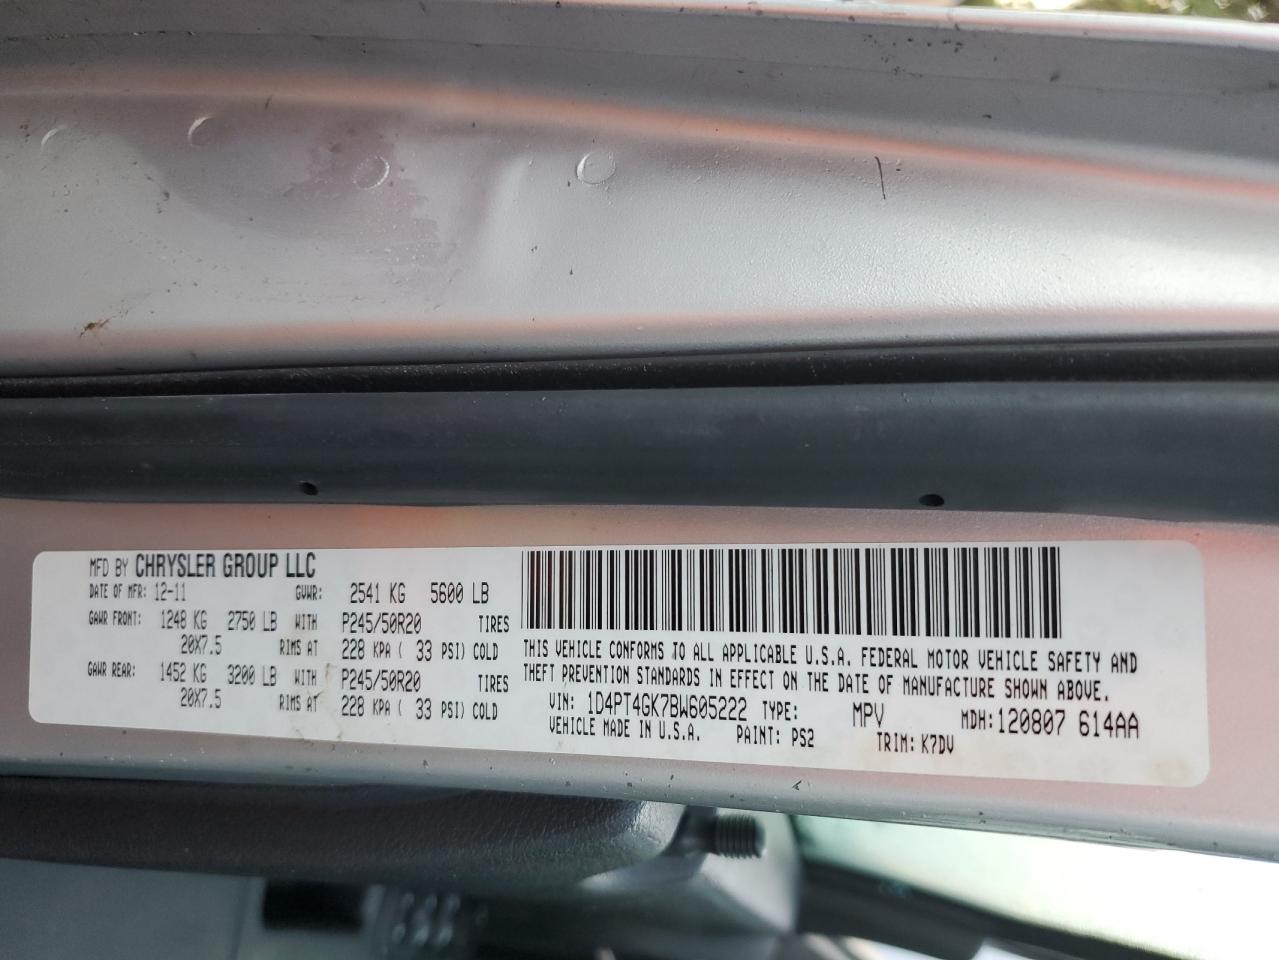 MFD BY CHRYSLER GROUP LLC
DATE OF MFR: 12-11 GVWR: 2541 KG 5600 LB
GAWR FRONT: 1248 KG 2750 LB WITH P245/50R20 TIRES
20X7.5 RIMS AT 228 KPA ( 33 PSI) COLD
GAWR REAR: 1452 KG 3200 LB WITH P245/50R20 TIRES
20X7.5 RIMS AT 228 KPA ( 33 PSI) COLD
THIS VEHICLE CONFORMS TO ALL APPLICABLE U.S.A. FEDERAL MOTOR VEHICLE SAFETY AND
THEFT PREVENTION STANDARDS IN EFFECT ON THE DATE OF MANUFACTURE SHOWN ABOVE.
VIN: 1D4PT4GK7BW605222 TYPE: MPV MDH: 120807 614AA
VEHICLE MADE IN U.S.A. PAINT: PS2 TRIM: K7DV